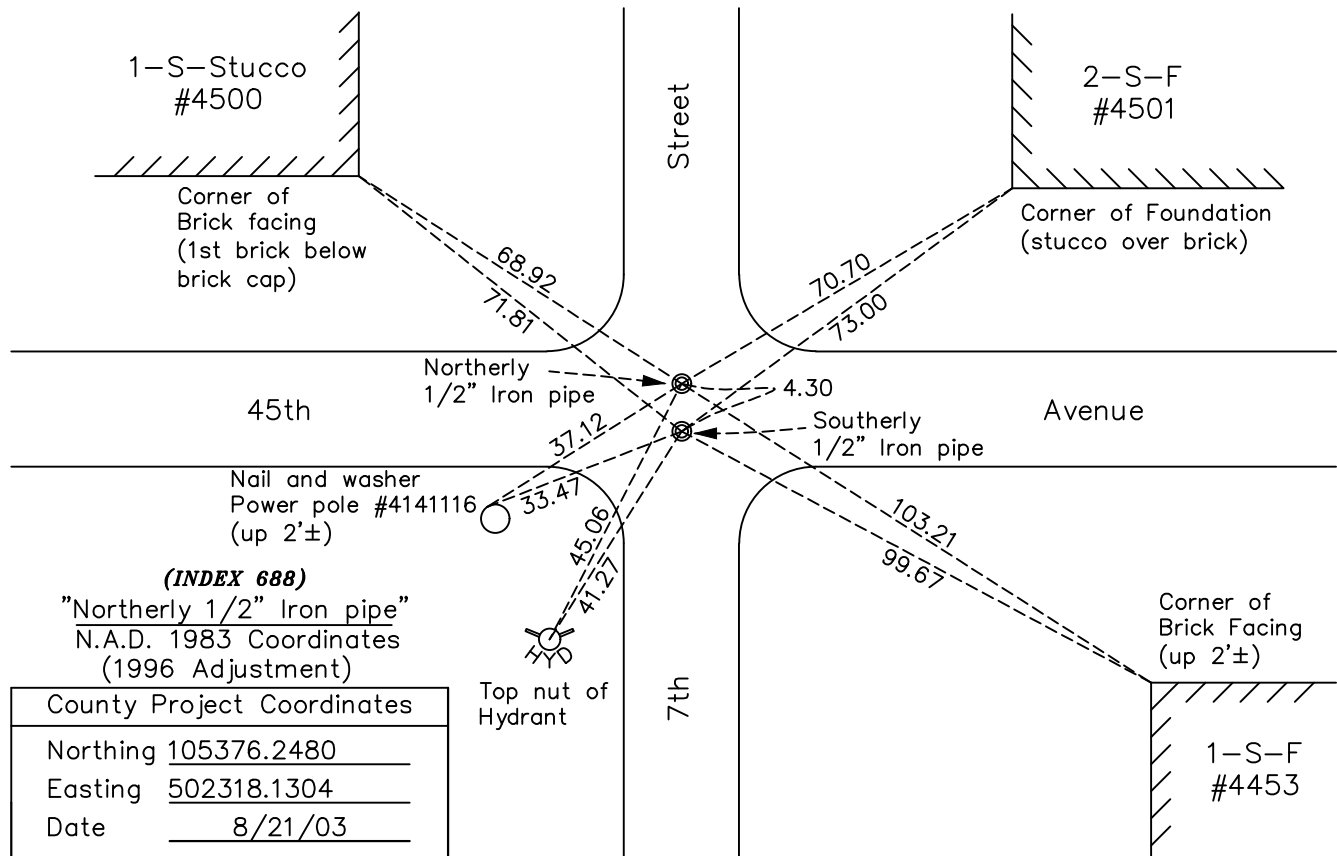 1-S-Stucco
#4500
2-S-F
#4501
Street
Corner of
Brick facing
(1st brick below
brick cap)
Corner of Foundation
(stucco over brick)
68.92
71.81
70.70
73.00
Northerly
1/2" Iron pipe
4.30
45th
Avenue
Southerly
1/2" Iron pipe
37.12
33.47
Nail and washer
Power pole #4141116
(up 2'±)
45.06
41.27
103.21
99.67
HYD
Top nut of
Hydrant
7th
Corner of
Brick Facing
(up 2'±)
1-S-F
#4453
(INDEX 688)
"Northerly 1/2" Iron pipe"
N.A.D. 1983 Coordinates
(1996 Adjustment)
County Project Coordinates
Northing 105376.2480
Easting 502318.1304
Date 8/21/03